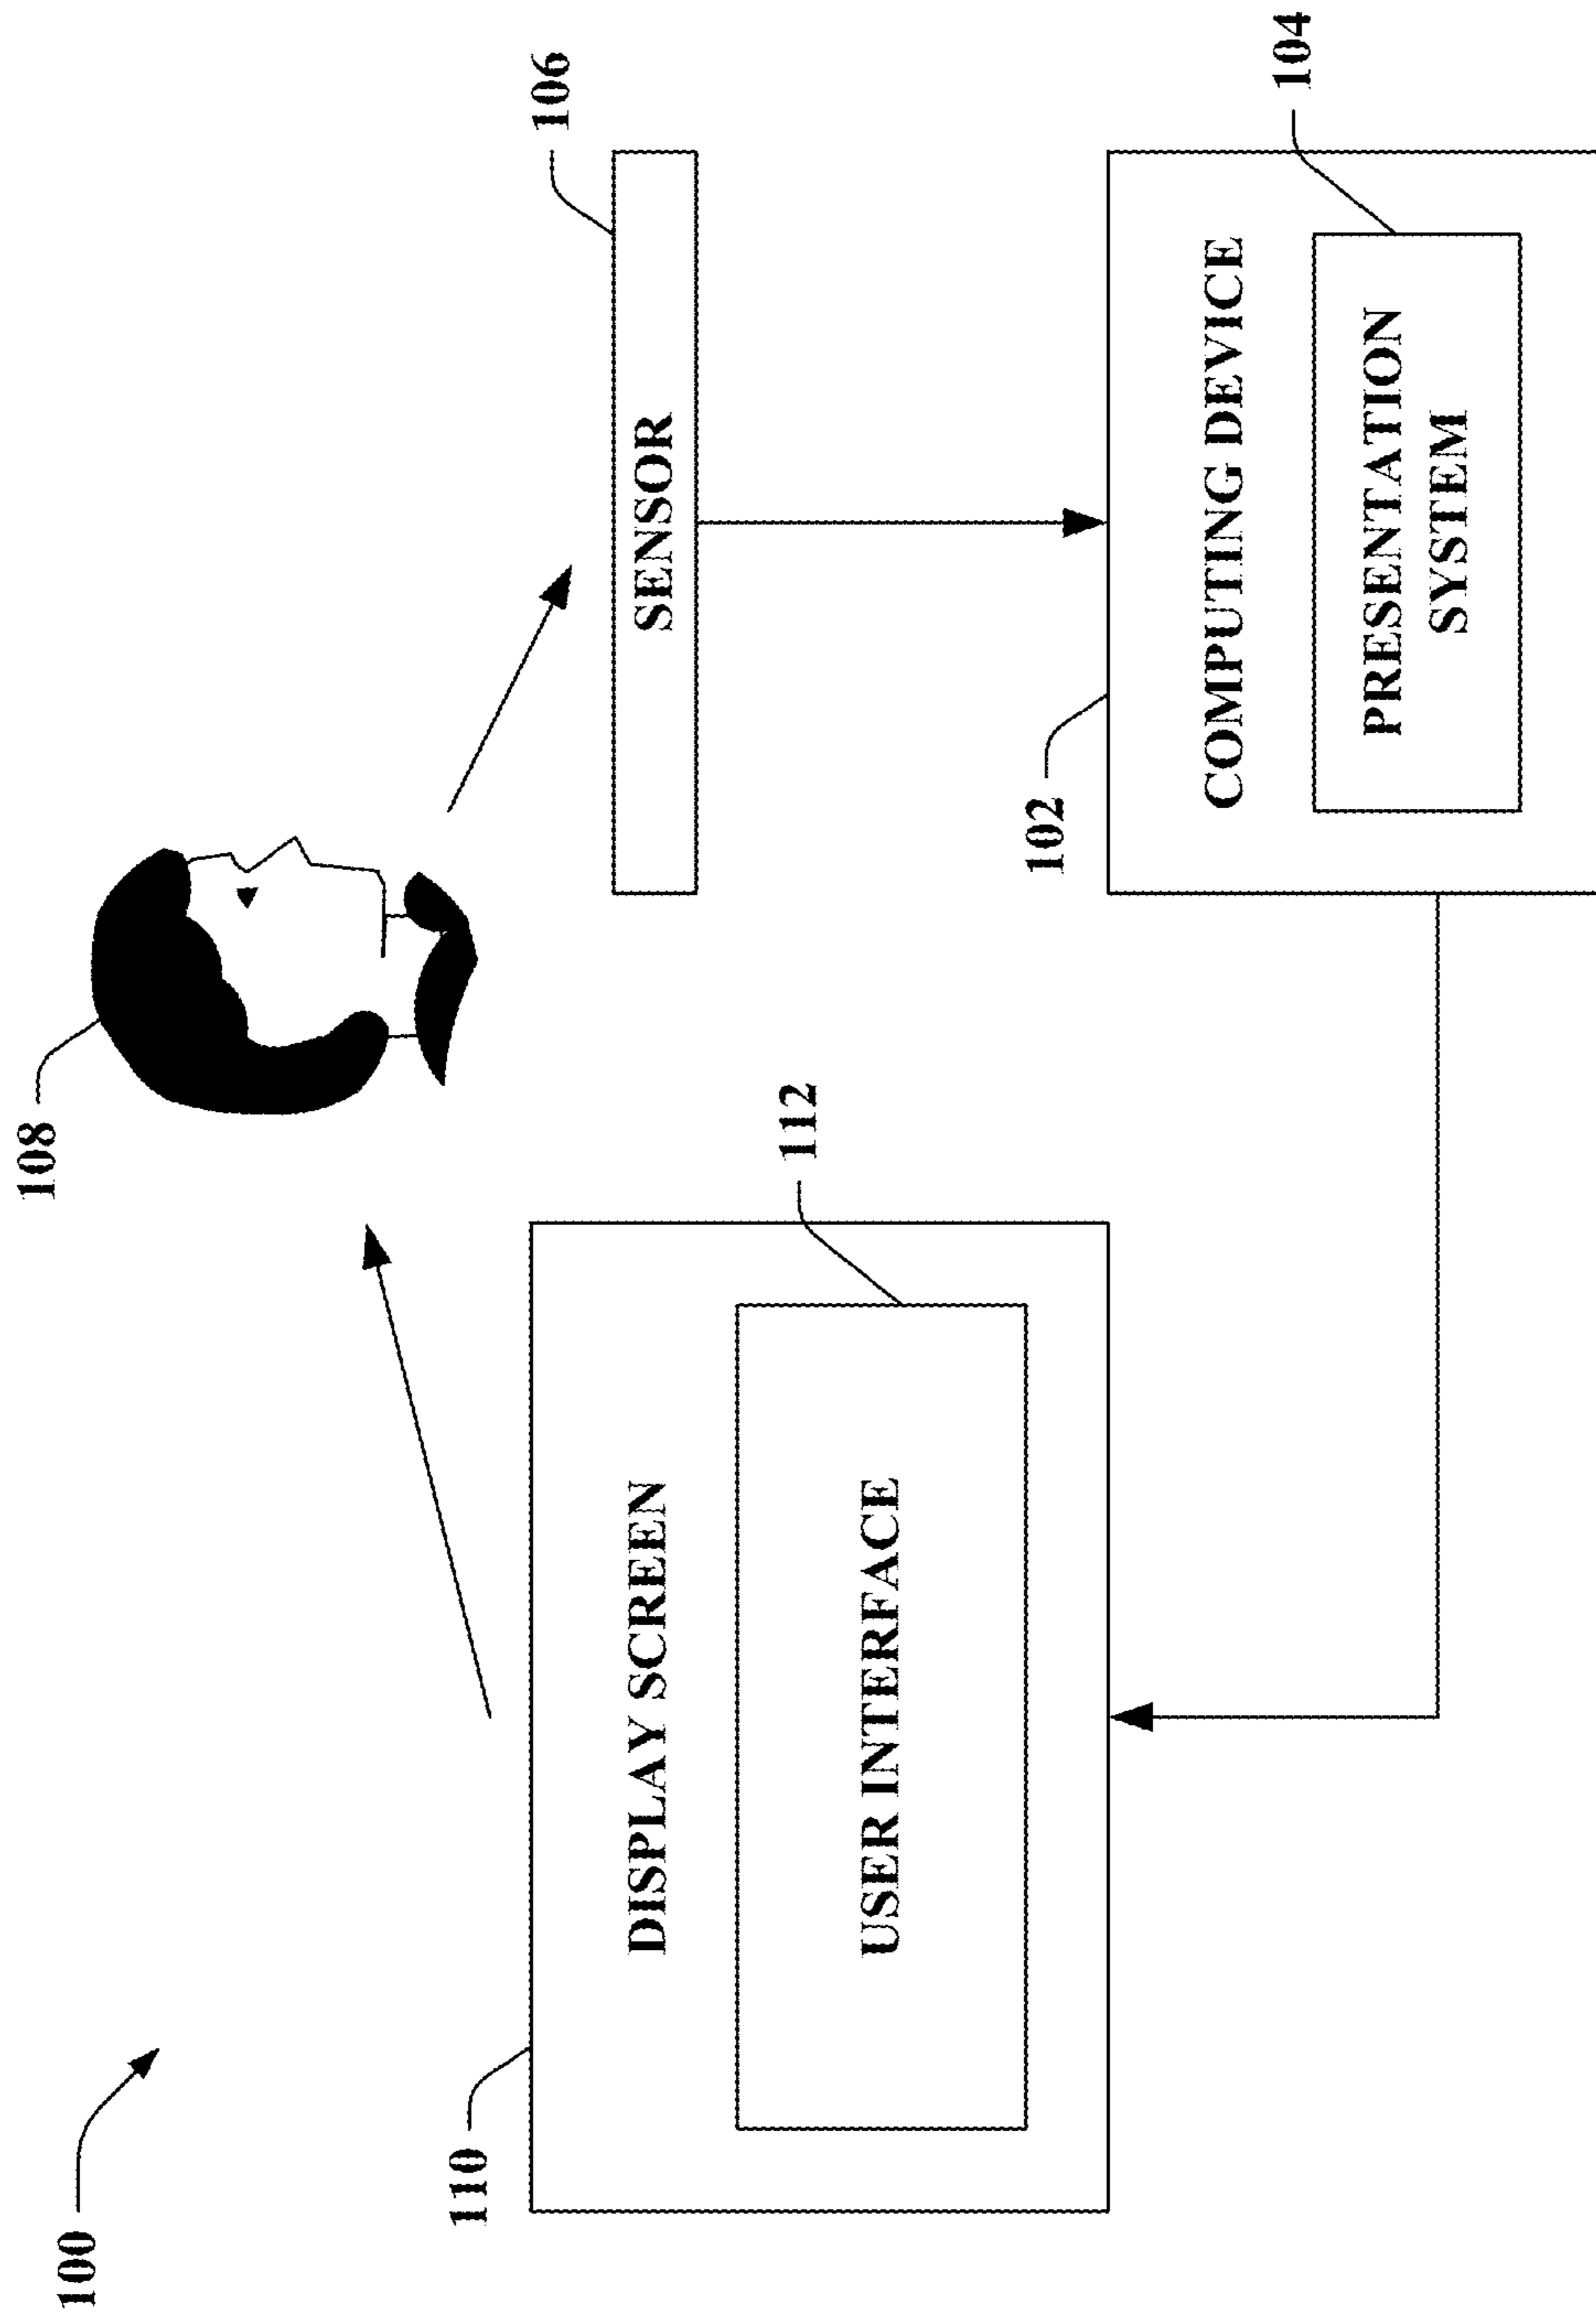 100
108
106
110
DISPLAY SCREEN
112
USER INTERFACE
SENSOR
102
COMPUTING DEVICE
104
PRESENTATION
SYSTEM